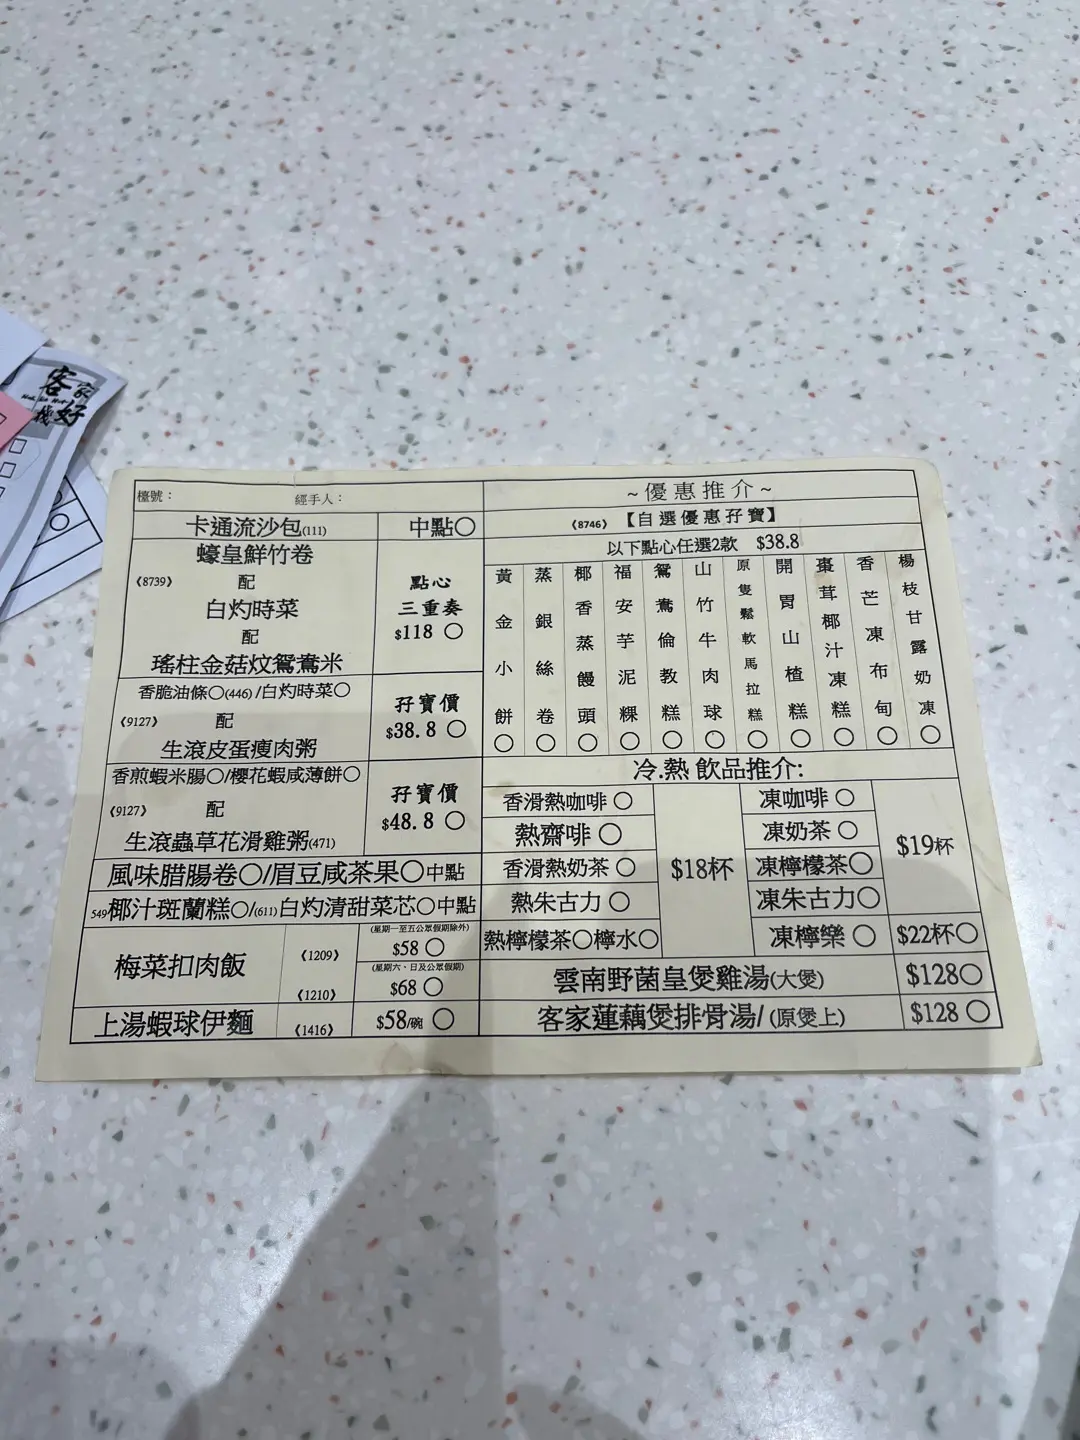 客家
好棧
檯號：
經手人：
卡通流沙包(111)
中點○
蠔皇鮮竹卷
《8739》
配
白灼時菜
配
瑤柱金菇炆鴛鴦米
點心
三重奏
$118 ○
香脆油條○(446) /白灼時菜○
《9127》
配
生滾皮蛋瘦肉粥
孖寶價
$38.8 ○
香煎蝦米腸○/櫻花蝦咸薄餅○
《9127》
配
生滾蟲草花滑雞粥(471)
孖寶價
$48.8 ○
風味腊腸卷○/眉豆咸茶果○中點
549椰汁斑蘭糕○/(611)白灼清甜菜芯○中點
梅菜扣肉飯
《1209》
(星期一至五公眾假期除外)
$58 ○
《1210》
(星期六、日及公眾假期)
$68 ○
上湯蝦球伊麵
《1416》
$58/碗 ○
~優惠推介~
《8746》【自選優惠孖寶】
以下點心任選2款 $38.8
黃金小餅○
蒸銀絲卷○
椰香蒸饅頭○
福安芋泥粿○
鴛鴦倫教糕○
山竹牛肉球○
原隻鬆軟馬拉糕○
開胃山楂糕○
棗茸椰汁凍糕○
香芒凍布甸○
楊枝甘露奶凍○
冷.熱 飲品推介:
香滑熱咖啡 ○
熱齋啡 ○
香滑熱奶茶 ○
熱朱古力 ○
熱檸檬茶○檸水○
$18杯
凍咖啡 ○
凍奶茶 ○
凍檸檬茶○
凍朱古力○
$19杯
凍檸樂 ○
$22杯○
雲南野菌皇煲雞湯(大煲)
$128○
客家蓮藕煲排骨湯/ (原煲上)
$128 ○